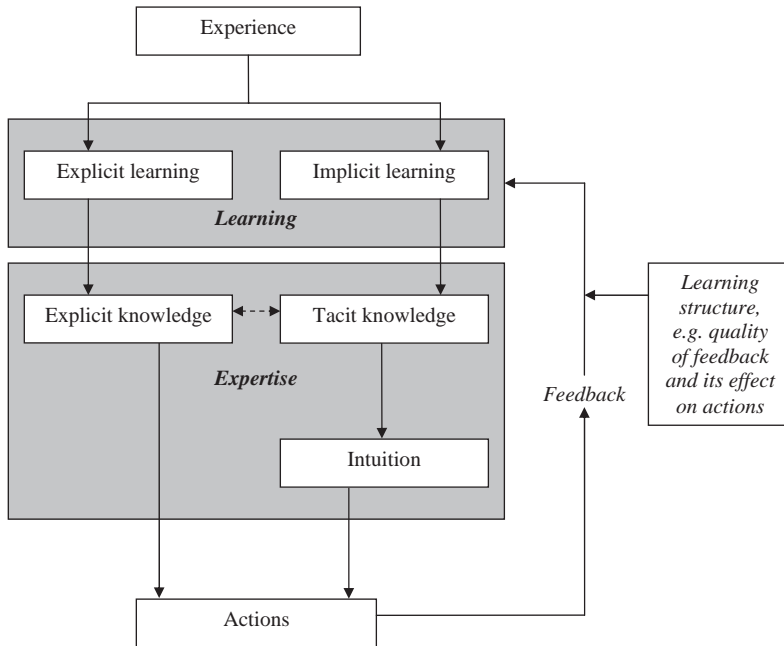 Experience
Explicit learning
Implicit learning
Learning
Explicit knowledge
Tacit knowledge
Expertise
Intuition
Actions
Feedback
Learning
structure,
e.g. quality
of feedback
and its effect
on actions